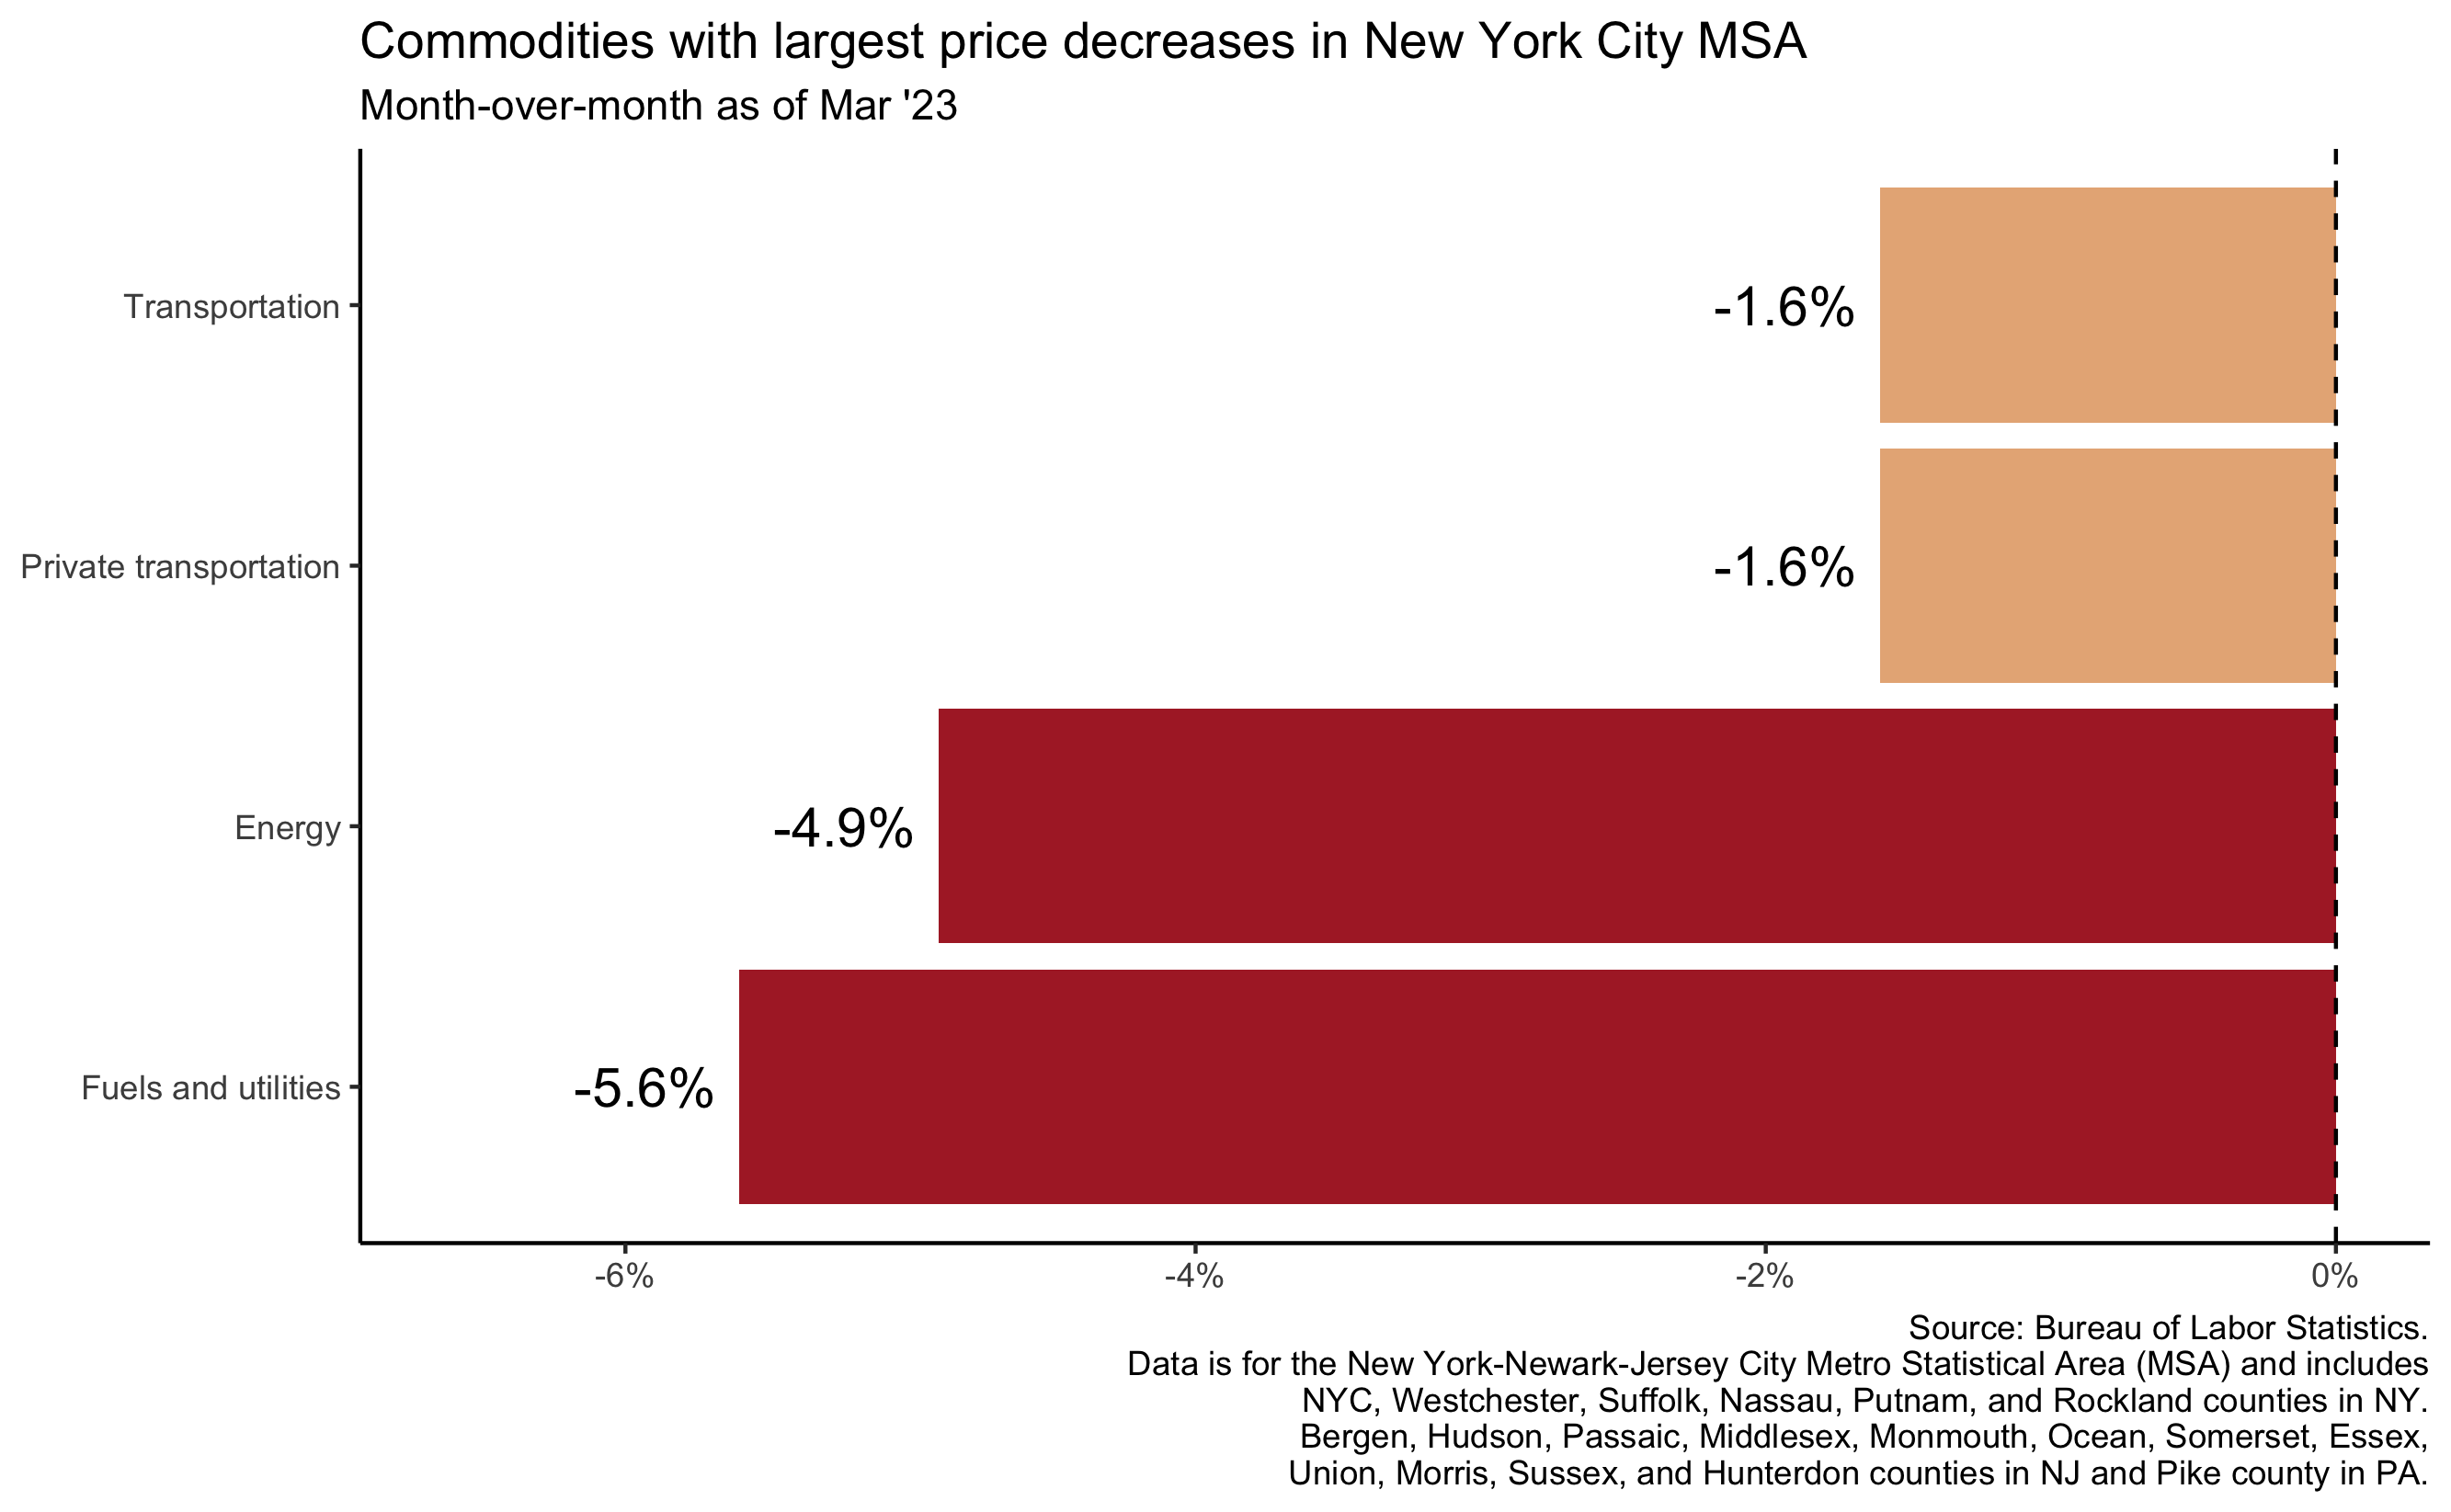 Commodities with largest price decreases in New York City MSA
Month-over-month as of Mar '23
Transportation
-1.6%
Private transportation
-1.6%
Energy
-4.9%
Fuels and utilities
-5.6%
-6%
-4%
-2%
0%
Source: Bureau of Labor Statistics.
Data is for the New York-Newark-Jersey City Metro Statistical Area (MSA) and includes
NYC, Westchester, Suffolk, Nassau, Putnam, and Rockland counties in NY.
Bergen, Hudson, Passaic, Middlesex, Monmouth, Ocean, Somerset, Essex,
Union, Morris, Sussex, and Hunterdon counties in NJ and Pike county in PA.